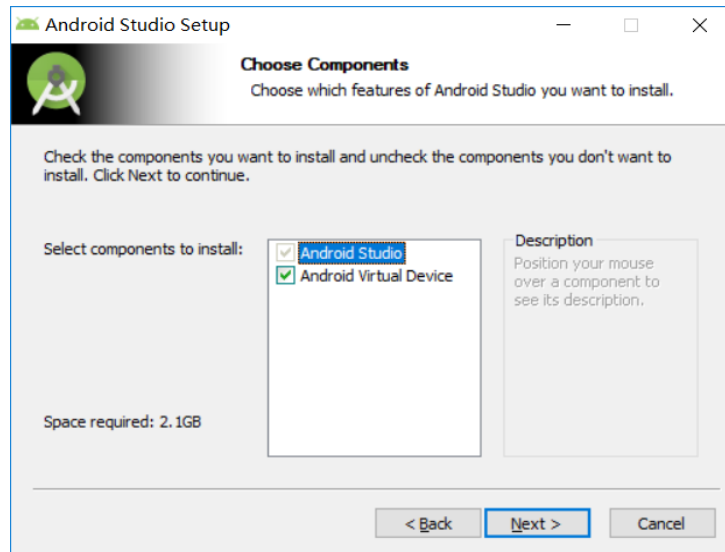 Android Studio Setup
Choose Components
Choose which features of Android Studio you want to install.
Check the components you want to install and uncheck the components you don't want to
install. Click Next to continue.
Select components to install:
Android Studio
Android Virtual Device
Description
Position your mouse
over a component to
see its description.
Space required: 2.1GB
< Back
Next >
Cancel